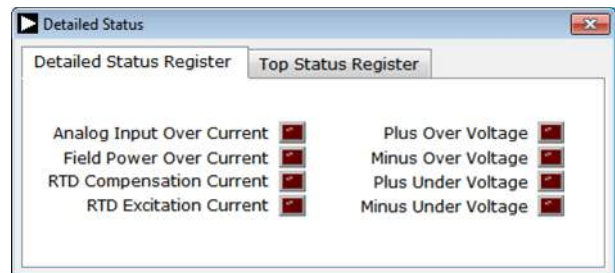 Detailed Status
Detailed Status Register
Top Status Register
Analog Input Over Current
Field Power Over Current
RTD Compensation Current
RTD Excitation Current
Plus Over Voltage
Minus Over Voltage
Plus Under Voltage
Minus Under Voltage